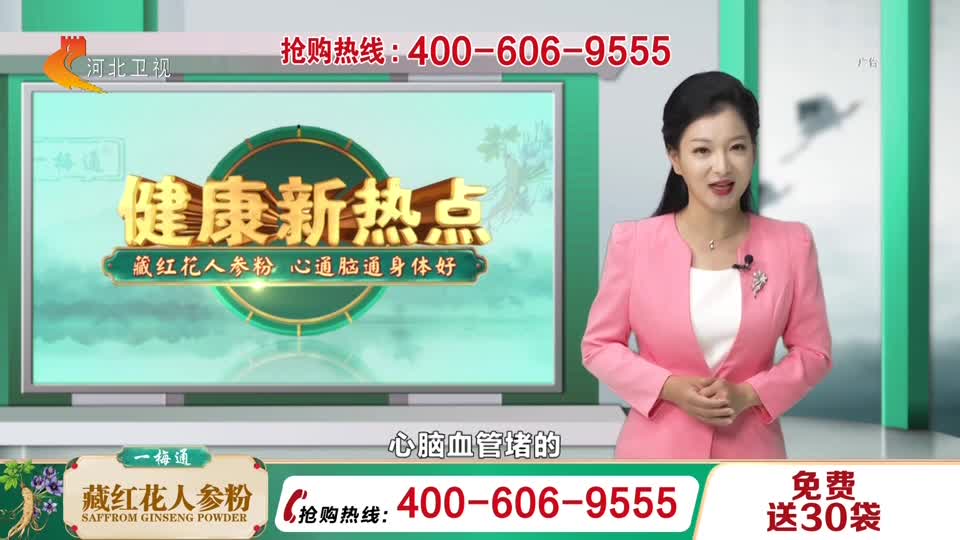 抢购热线：400-606-9555
河北卫视
广告
一梅通
健康新热点
藏红花人参粉 心通脑通身体好
心脑血管堵的
一梅通
藏红花人参粉
SAFFROM GINSENG POWDER
抢购热线：400-606-9555
免费
送30袋